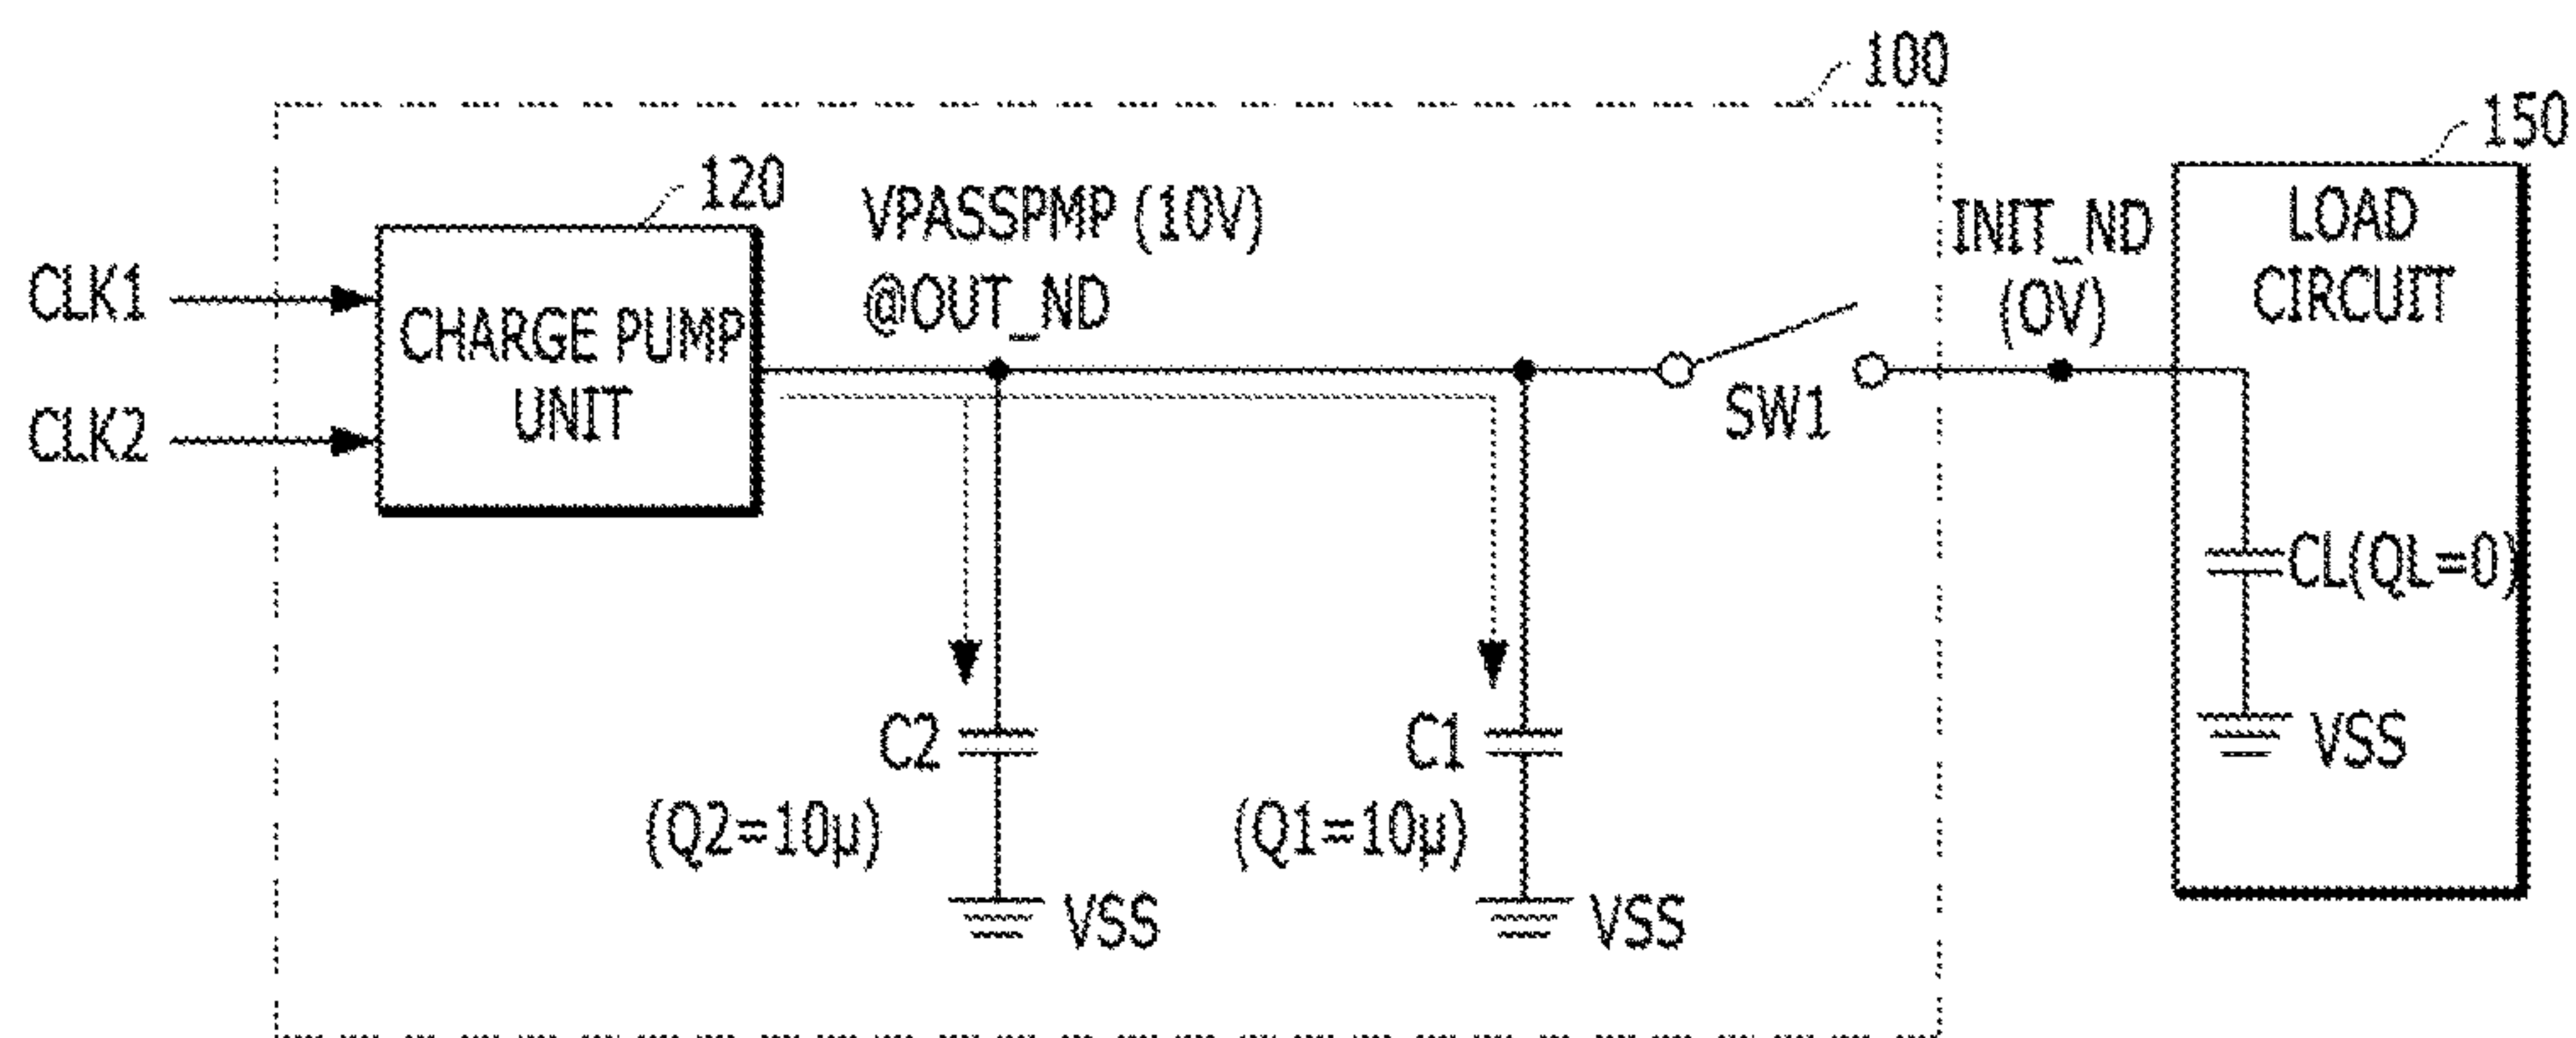 100
150
120
VPASSPMP (10V)
@OUT_ND
INIT_ND
(0V)
LOAD
CIRCUIT
CLK1
CLK2
CHARGE PUMP
UNIT
SW1
CL(QL=0)
VSS
C2
(Q2=10μ)
C1
(Q1=10μ)
VSS
VSS